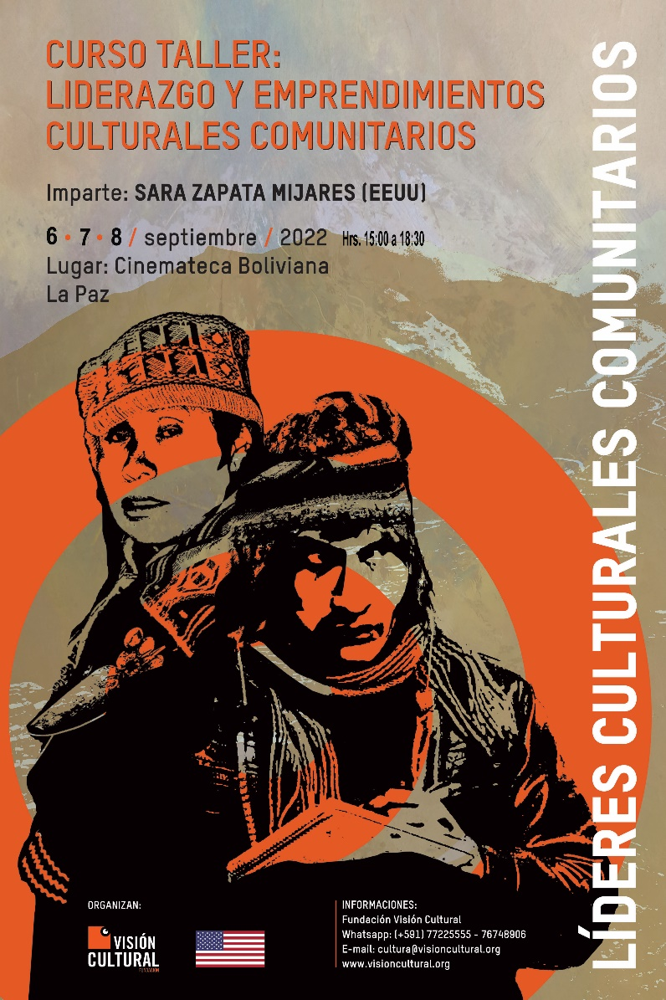 CURSO TALLER:
LIDERAZGO Y EMPRENDIMIENTOS
CULTURALES COMUNITARIOS
Imparte: SARA ZAPATA MIJARES (EEUU)
6 • 7 • 8 / septiembre / 2022 Hrs. 15:00 a 18:30
Lugar: Cinemateca Boliviana
La Paz
LÍDERES CULTURALES COMUNITARIOS
ORGANIZAN:
VISIÓN
CULTURAL
FUNDACIÓN
INFORMACIONES:
Fundación Visión Cultural
Whatsapp: (+591) 77225555 - 76748906
E-mail: cultura@visioncultural.org
www.visioncultural.org